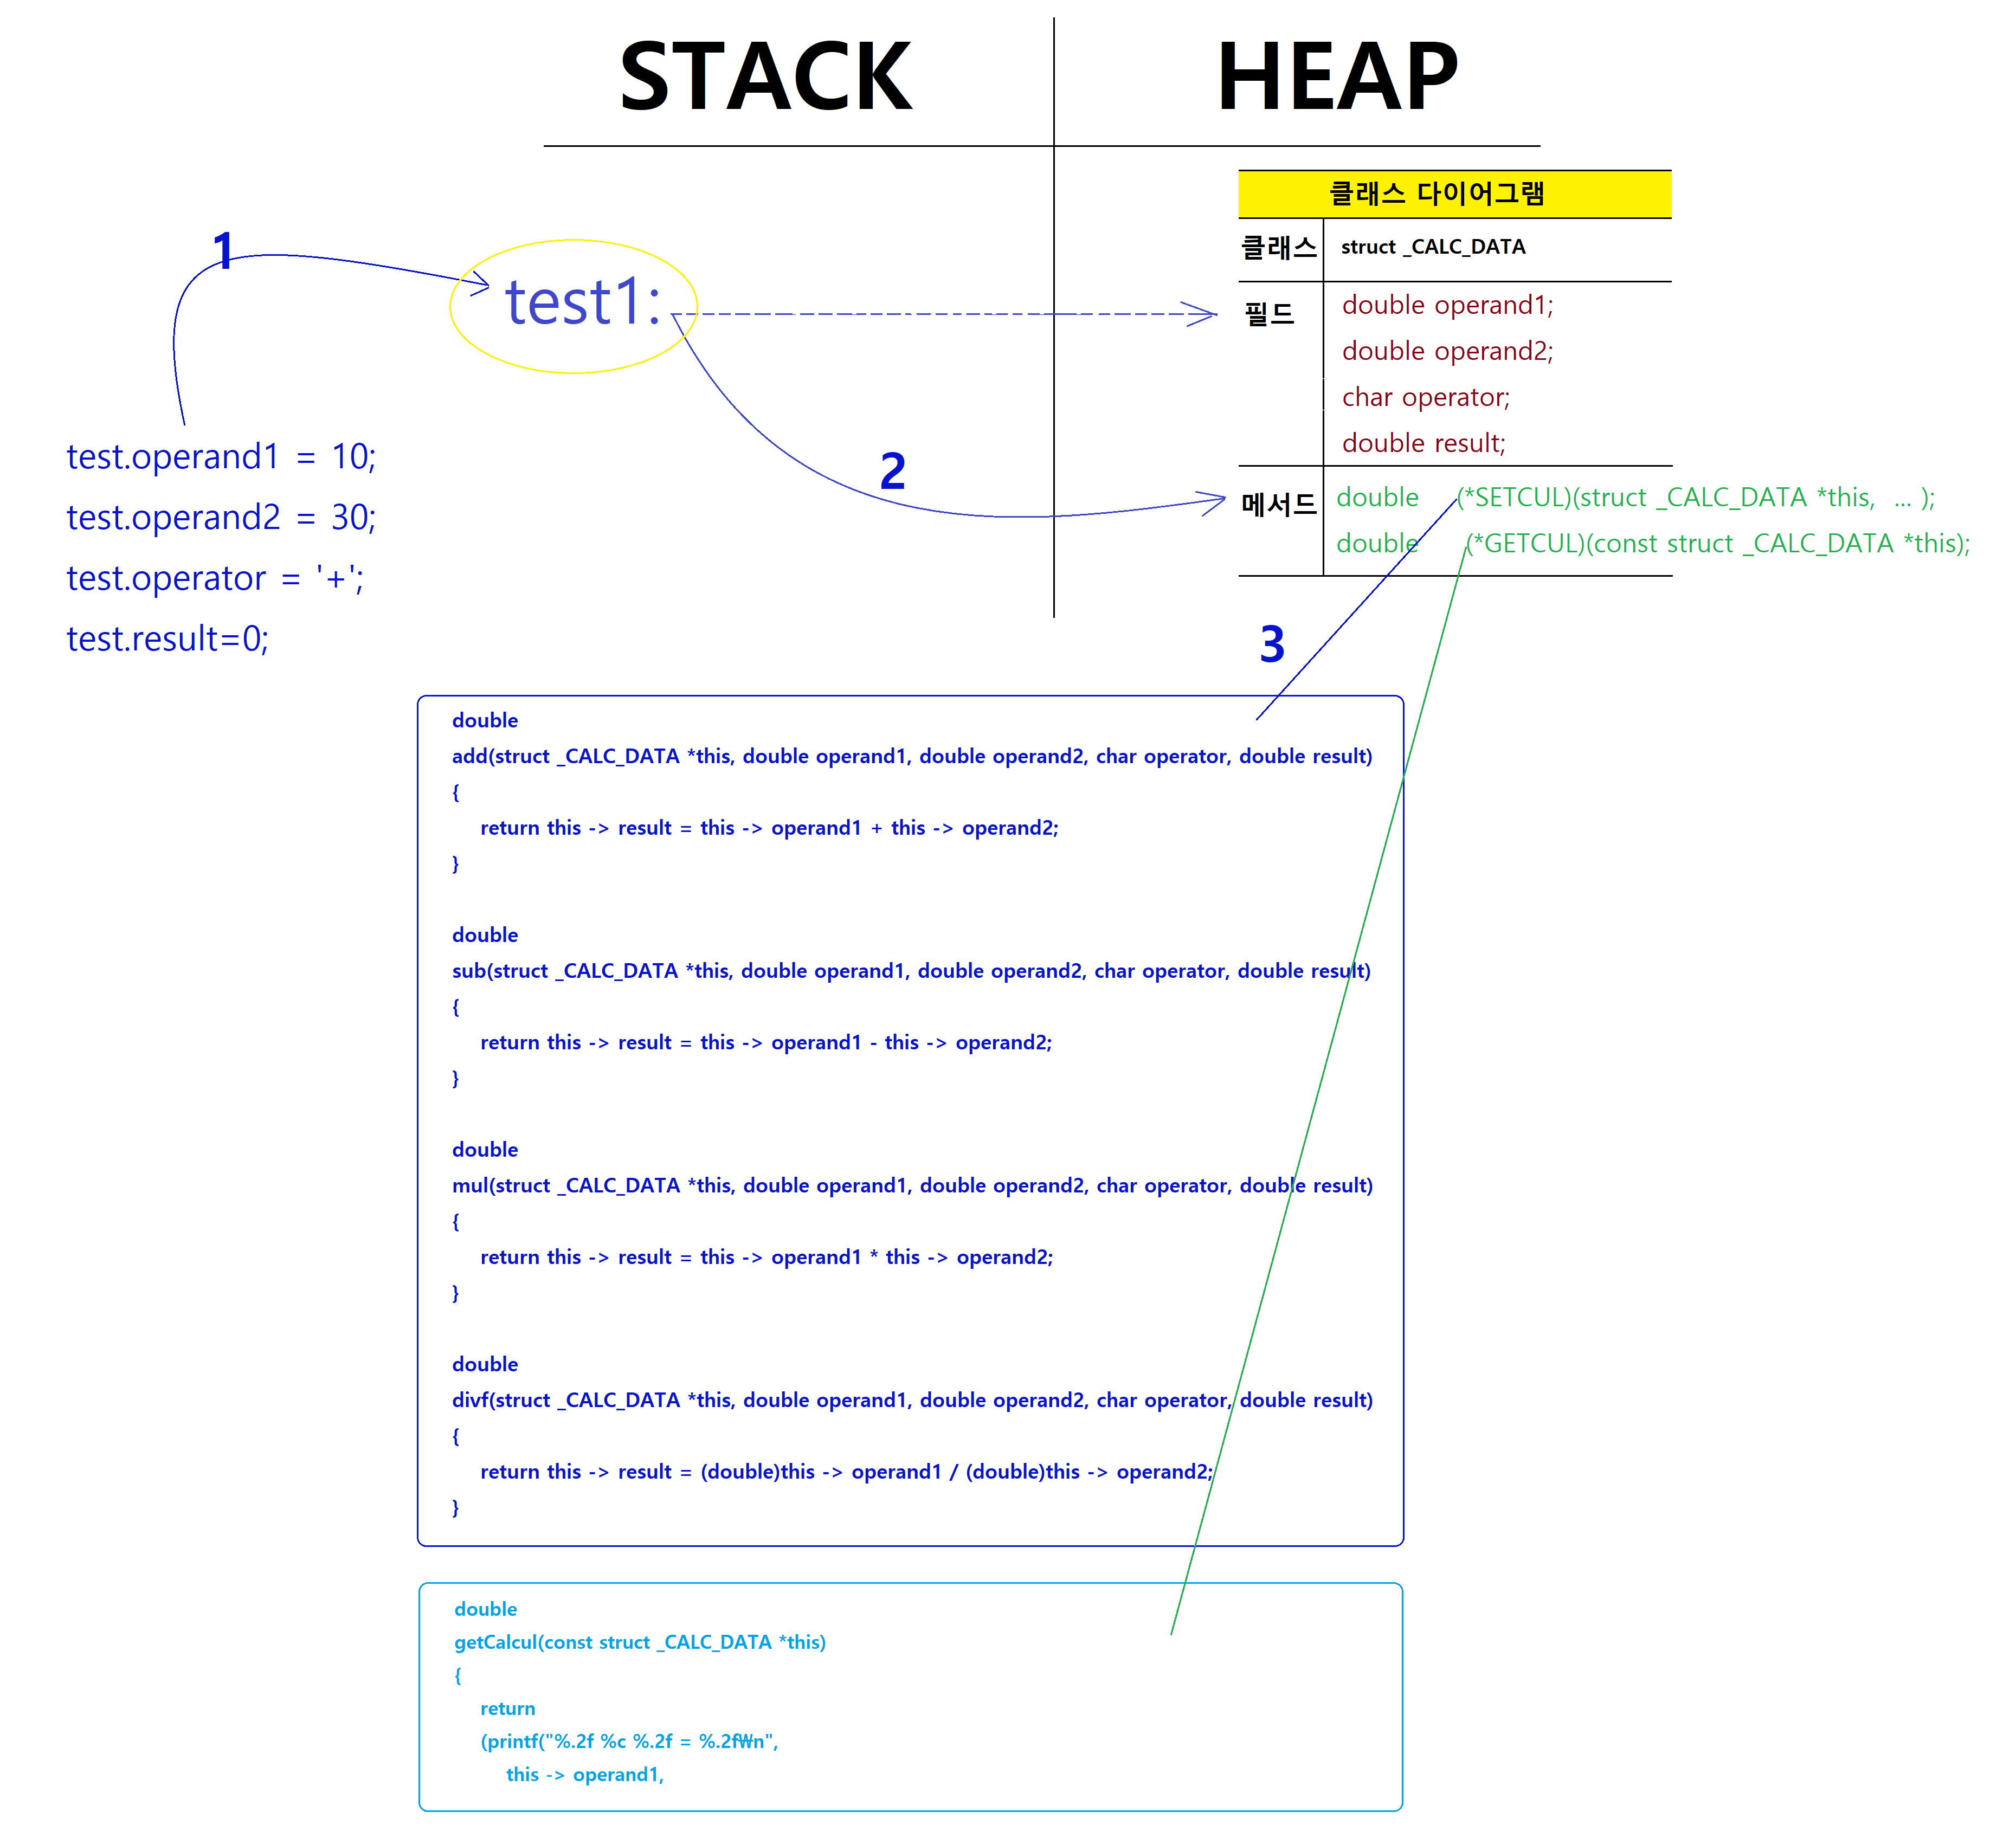 STACK
HEAP
클래스 다이어그램
클래스 struct _CALC_DATA
필드 double operand1;
double operand2;
char operator;
double result;
메서드 double (*SETCUL)(struct _CALC_DATA *this, ... );
double (*GETCUL)(const struct _CALC_DATA *this);
1
test1:
2
test.operand1 = 10;
test.operand2 = 30;
test.operator = '+';
test.result=0;
3
double
add(struct _CALC_DATA *this, double operand1, double operand2, char operator, double result)
{
return this -> result = this -> operand1 + this -> operand2;
}
double
sub(struct _CALC_DATA *this, double operand1, double operand2, char operator, double result)
{
return this -> result = this -> operand1 - this -> operand2;
}
double
mul(struct _CALC_DATA *this, double operand1, double operand2, char operator, double result)
{
return this -> result = this -> operand1 * this -> operand2;
}
double
divf(struct _CALC_DATA *this, double operand1, double operand2, char operator, double result)
{
return this -> result = (double)this -> operand1 / (double)this -> operand2;
}
double
getCalcul(const struct _CALC_DATA *this)
{
return
(printf("%.2f %c %.2f = %.2f₩n",
this -> operand1,